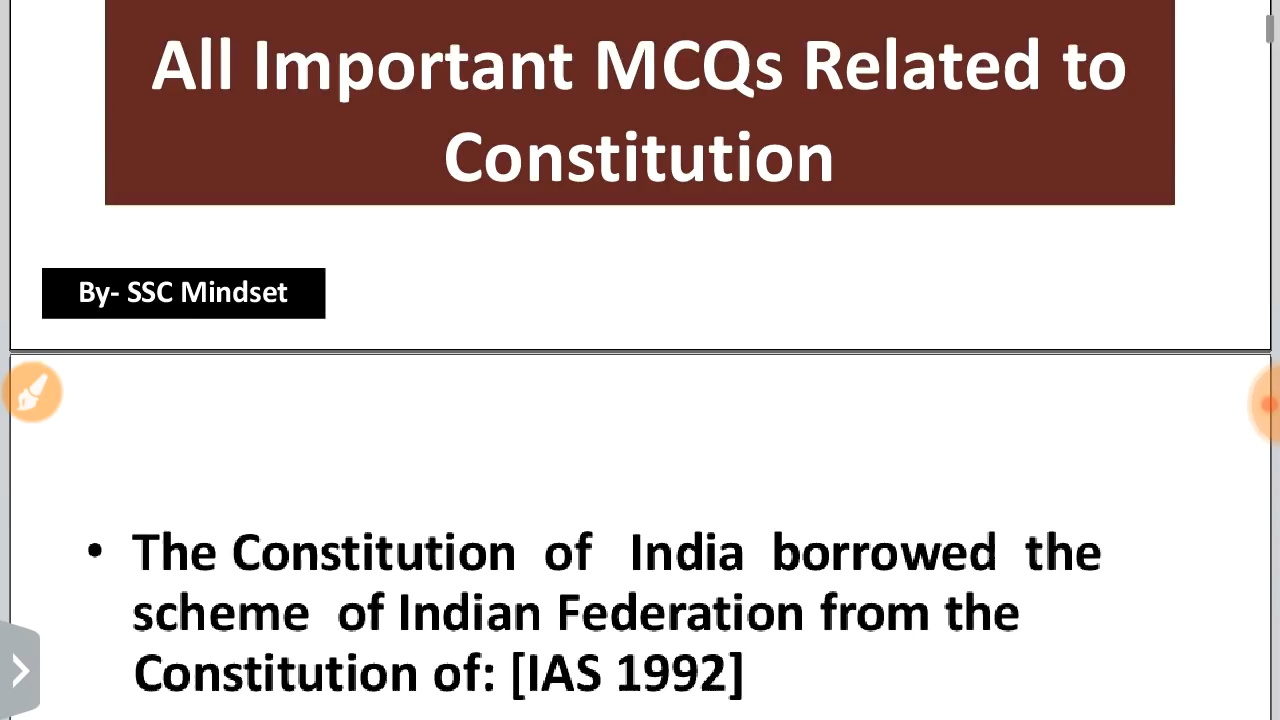 All Important MCQs Related to
Constitution
By- SSC Mindset
• The Constitution of India borrowed the
scheme of Indian Federation from the
Constitution of: [IAS 1992]